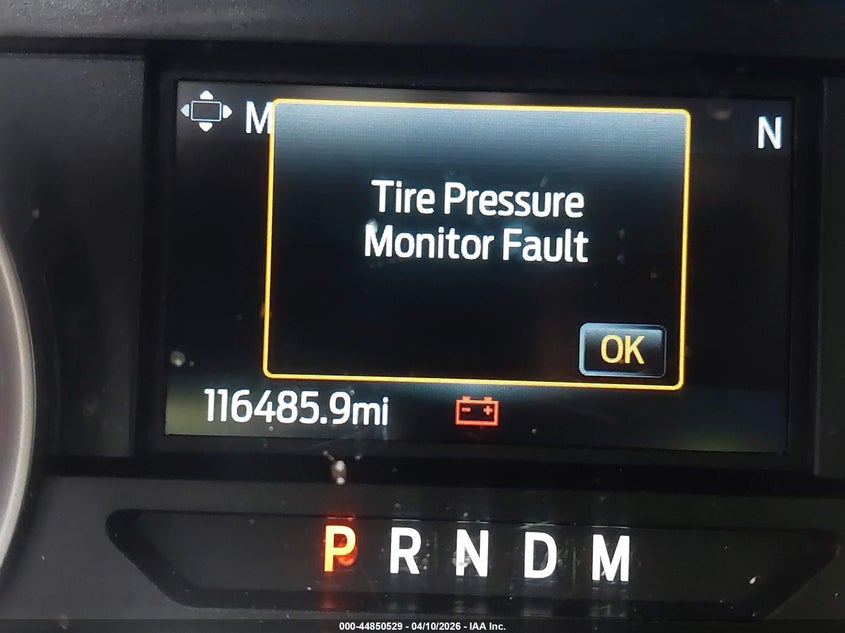 M
N
Tire Pressure
Monitor Fault
OK
116485.9mi
P R N D M
000-44850529 - 04/10/2026 - IAA Inc.